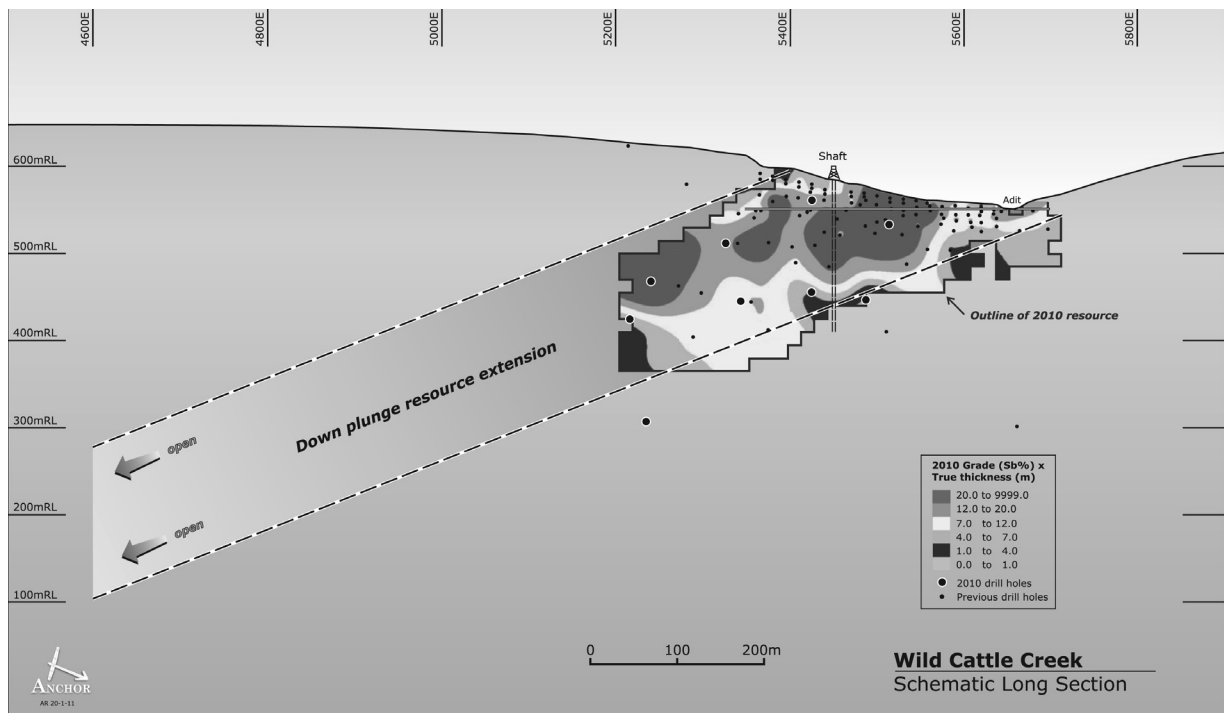 4600E
4800E
5000E
5200E
5400E
5600E
5800E
600mRL
500mRL
400mRL
300mRL
200mRL
100mRL
Shaft
Adit
Outline of 2010 resource
Down plunge resource extension
open
open
2010 Grade (Sb%) x
True thickness (m)
20.0 to 9999.0
12.0 to 20.0
7.0 to 12.0
4.0 to 7.0
1.0 to 4.0
0.0 to 1.0
2010 drill holes
Previous drill holes
0 100 200m
Wild Cattle Creek
Schematic Long Section
ANCHOR
AR 20-1-11